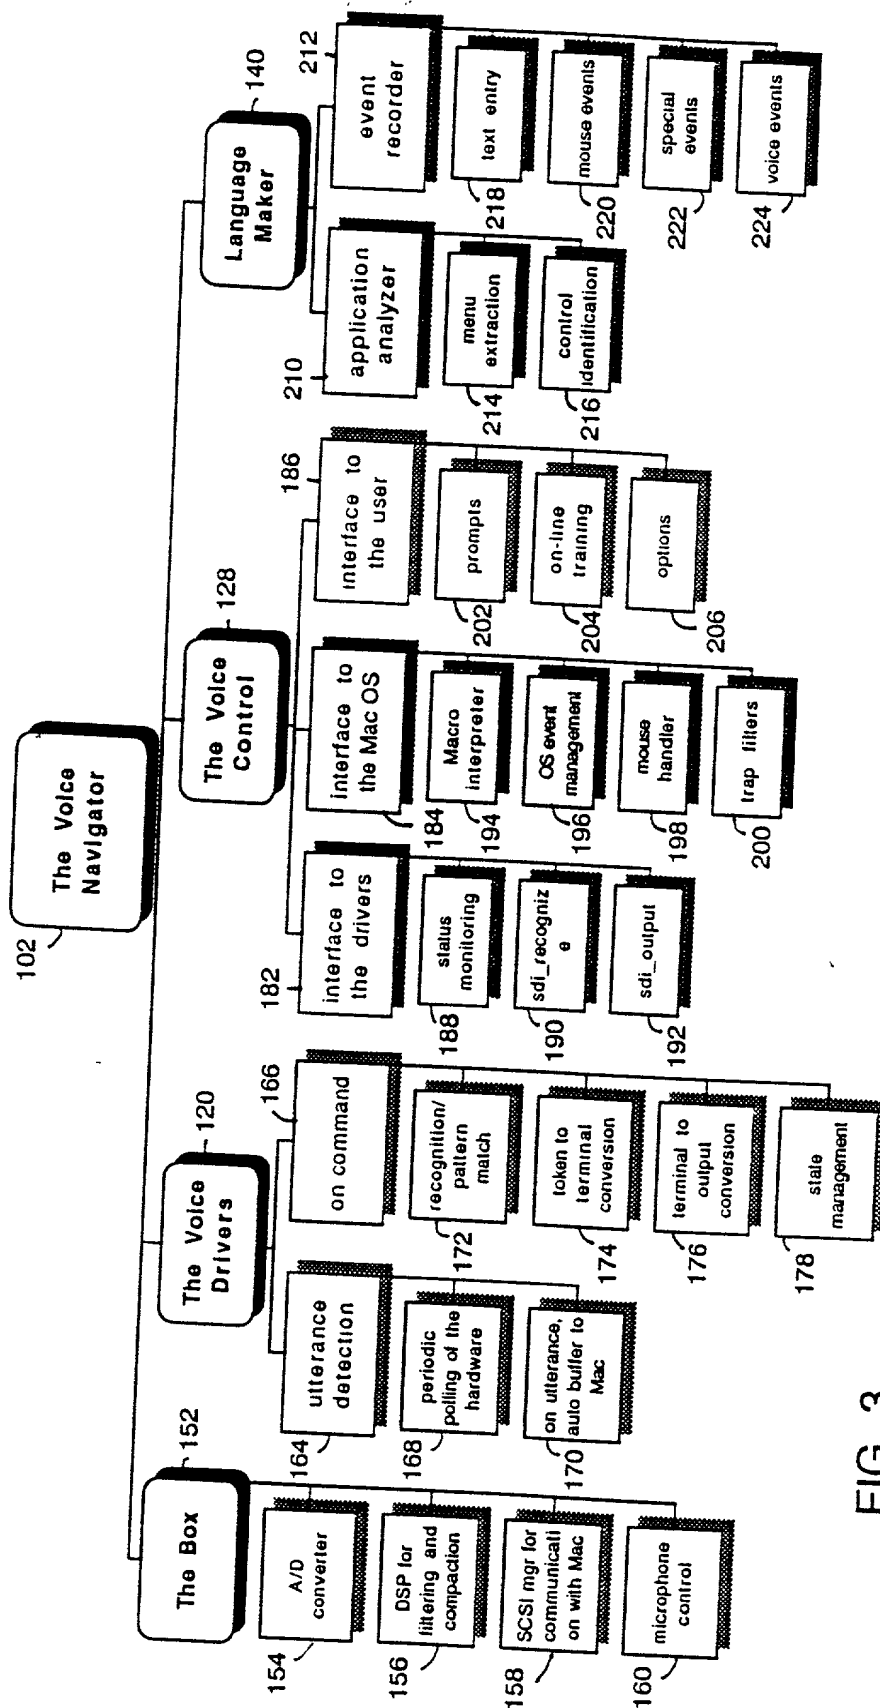 102
The Voice
Navigator
The Box
152
154
A/D
converter
156
DSP for
filtering and
compaction
158
SCSI mgr for
communicati
on with Mac
160
microphone
control
The Voice
Drivers
120
164
utterance
detection
168
periodic
polling of the
hardware
170
on utterance,
auto buffer to
Mac
166
on command
172
recognition/
pattern
match
174
token to
terminal
conversion
176
terminal to
output
conversion
178
state
management
The Voice
Control
128
182
interface to
the drivers
188
status
monitoring
190
sdi_recogniz
e
192
sdi_output
184
interface to
the Mac OS
194
Macro
interpreter
196
OS event
management
198
mouse
handler
200
trap filters
186
interface to
the user
202
prompts
204
on-line
training
206
options
Language
Maker
140
210
application
analyzer
214
menu
extraction
216
control
identification
212
event
recorder
218
text entry
220
mouse events
222
special
events
224
voice events
FIG. 3